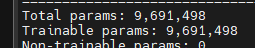 Total params: 9,691,498
Trainable params: 9,691,498
Non-trainable params: 0